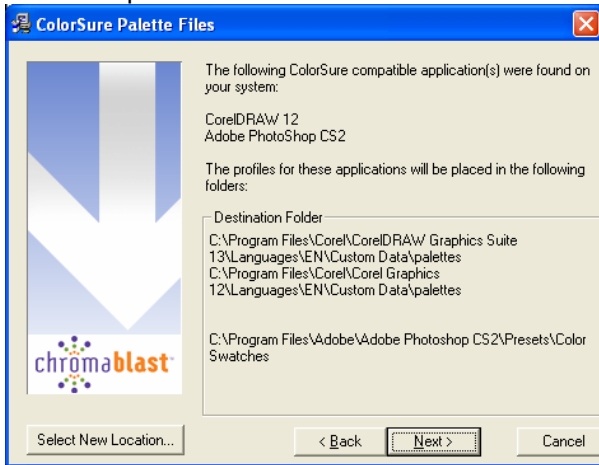 ColorSure Palette Files
The following ColorSure compatible application(s) were found on
your system:
CorelDRAW 12
Adobe PhotoShop CS2
The profiles for these applications will be placed in the following
folders:
Destination Folder
C:\Program Files\Corel\CorelDRAW Graphics Suite
13\Languages\EN\Custom Data\palettes
C:\Program Files\Corel\Corel Graphics
12\Languages\EN\Custom Data\palettes
C:\Program Files\Adobe\Adobe Photoshop CS2\Presets\Color
Swatches
chromablast
Select New Location...
< Back
Next >
Cancel